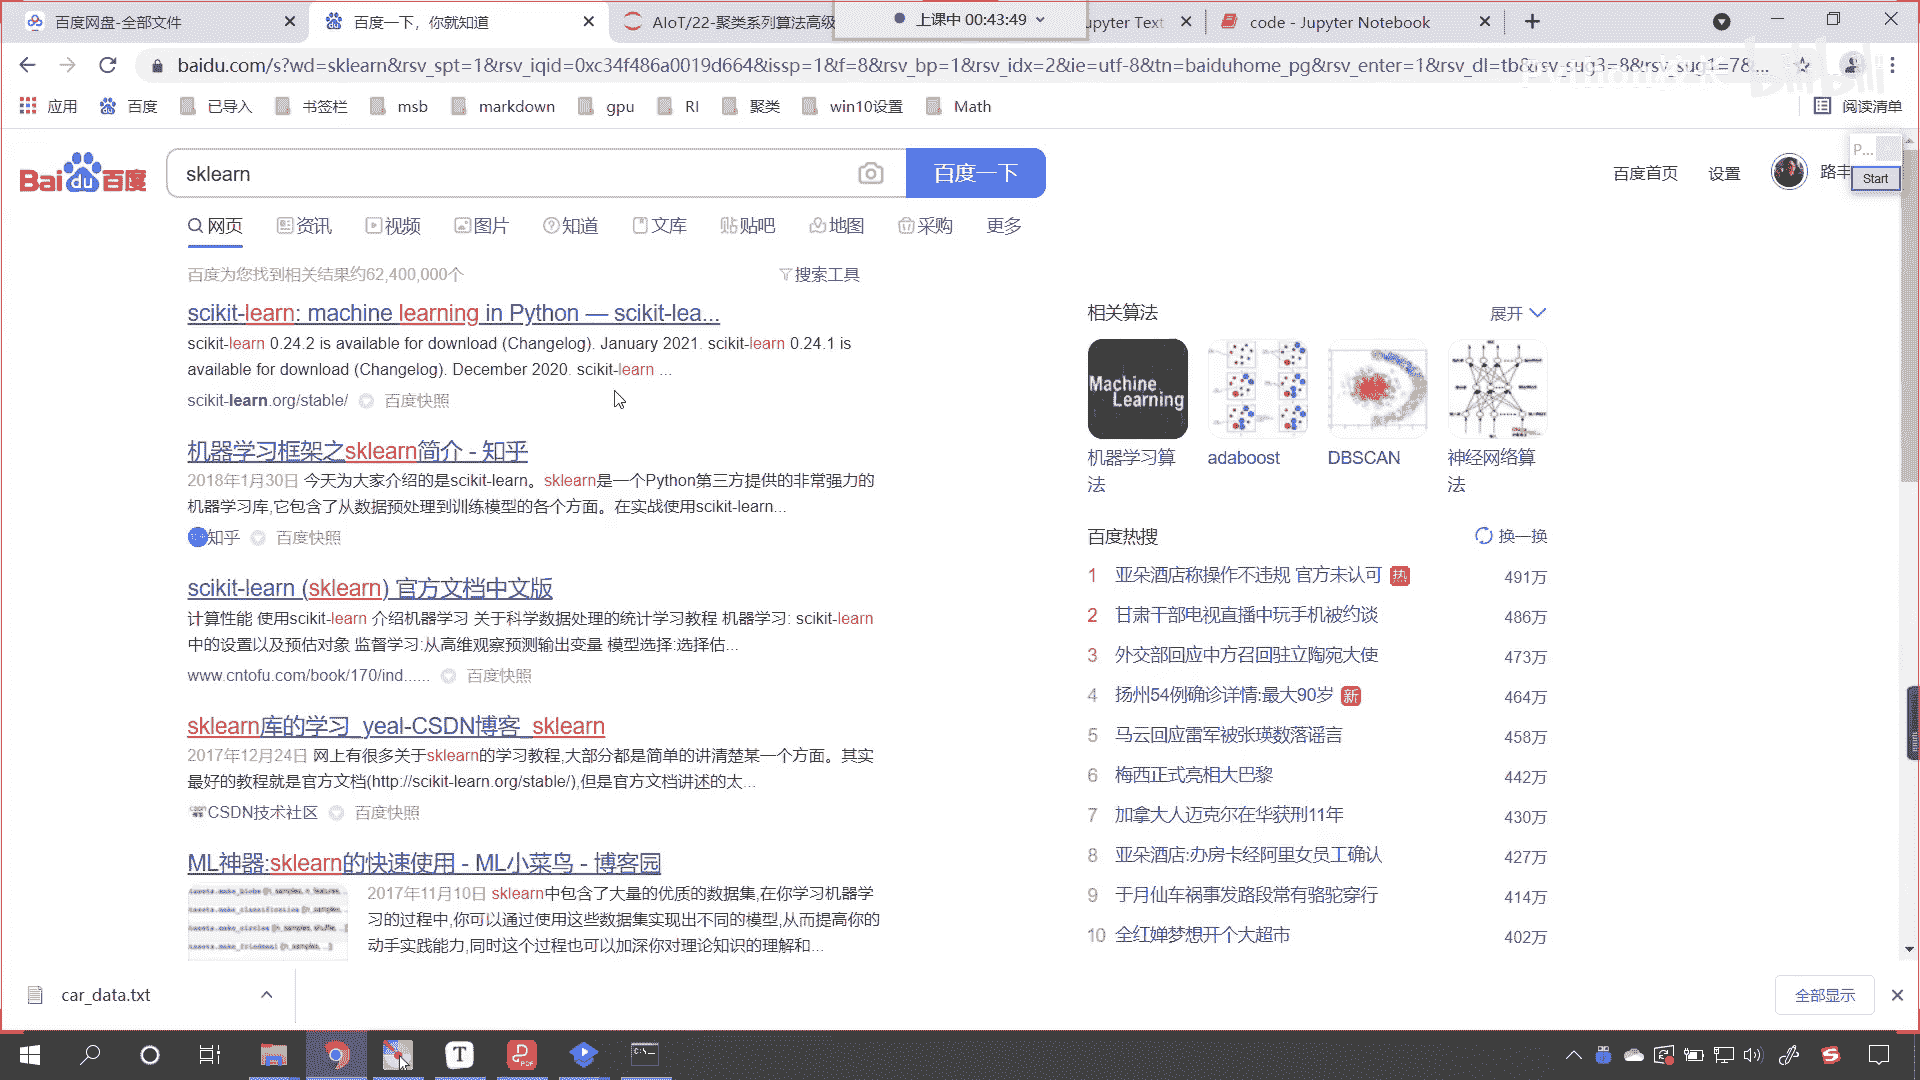 百度网盘-全部文件
百度一下，你就知道
AIoT/22-聚类系列算法高级
上课中 00:43:49
upyter Text
code - Jupyter Notebook
baidu.com/s?wd=sklearn&rsv_spt=1&rsv_iqid=0xc34f486a0019d664&issp=1&f=8&rsv_bp=1&rsv_idx=2&ie=utf-8&tn=baiduhome_pg&rsv_enter=1&rsv_dl=tb&rsv_sug3=8&rsv_sug1=7&...
应用
百度
已导入
书签栏
msb
markdown
gpu
RI
聚类
win10设置
Math
阅读清单
Bai du 百度
sklearn
百度一下
百度首页
设置
路丰
P...
Start
网页
资讯
视频
图片
知道
文库
贴吧
地图
采购
更多
百度为您找到相关结果约62,400,000个
搜索工具
scikit-learn: machine learning in Python — scikit-lea...
scikit-learn 0.24.2 is available for download (Changelog). January 2021. scikit-learn 0.24.1 is
available for download (Changelog). December 2020. scikit-learn ...
scikit-learn.org/stable/
百度快照
机器学习框架之sklearn简介 - 知乎
2018年1月30日 今天为大家介绍的是scikit-learn。sklearn是一个Python第三方提供的非常强力的
机器学习库,它包含了从数据预处理到训练模型的各个方面。在实战使用scikit-learn...
知乎
百度快照
scikit-learn (sklearn) 官方文档中文版
计算性能 使用scikit-learn 介绍机器学习 关于科学数据处理的统计学习教程 机器学习: scikit-learn
中的设置以及预估对象 监督学习:从高维观察预测输出变量 模型选择:选择估...
www.cntofu.com/book/170/ind......
百度快照
sklearn库的学习_yeal-CSDN博客_sklearn
2017年12月24日 网上有很多关于sklearn的学习教程,大部分都是简单的讲清楚某一个方面。其实
最好的教程就是官方文档(http://scikit-learn.org/stable/),但是官方文档讲述的太...
CSDN技术社区
百度快照
ML神器:sklearn的快速使用 - ML小菜鸟 - 博客园
2017年11月10日 sklearn中包含了大量的优质的数据集,在你学习机器学
习的过程中,你可以通过使用这些数据集实现出不同的模型,从而提高你的
动手实践能力,同时这个过程也可以加深你对理论知识的理解和...
相关算法
展开
Machine
Learning
机器学习算
法
adaboost
DBSCAN
神经网络算
法
百度热搜
换一换
1 亚朵酒店称操作不违规 官方未认可 热 491万
2 甘肃干部电视直播中玩手机被约谈 486万
3 外交部回应中方召回驻立陶宛大使 473万
4 扬州54例确诊详情:最大90岁 新 464万
5 马云回应雷军被张瑛数落谣言 458万
6 梅西正式亮相大巴黎 442万
7 加拿大人迈克尔在华获刑11年 430万
8 亚朵酒店:办房卡经阿里女员工确认 427万
9 于月仙车祸事发路段常有骆驼穿行 414万
10 全红婵梦想开个大超市 402万
car_data.txt
全部显示